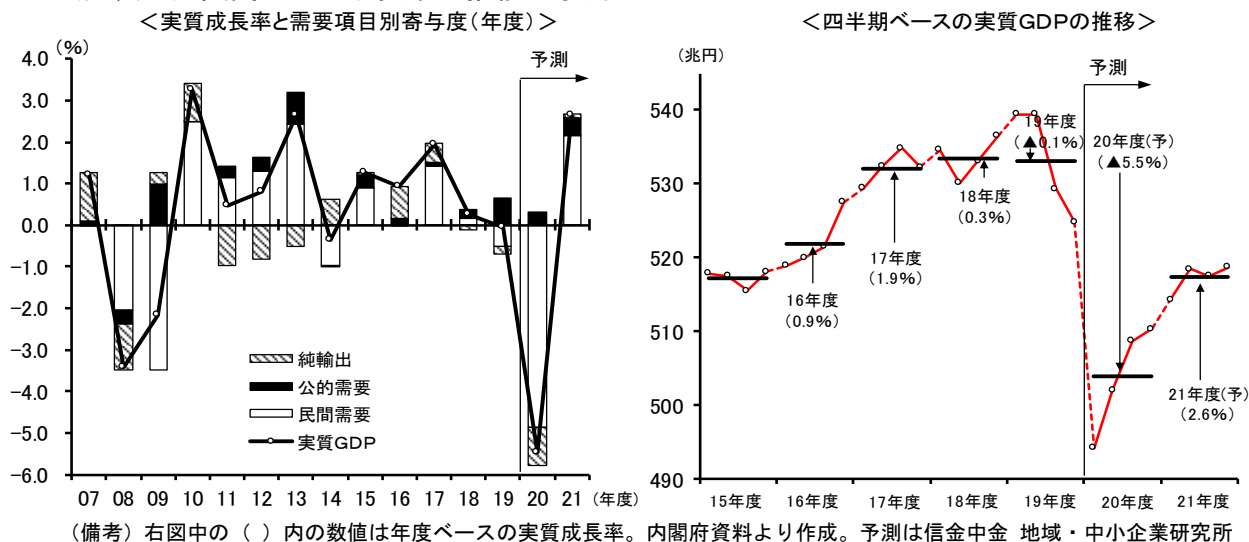 ＜実質成長率と需要項目別寄与度（年度）＞
(%)
4.0
3.0
2.0
1.0
0.0
−1.0
−2.0
−3.0
−4.0
−5.0
−6.0
予測
純輸出
公的需要
民間需要
実質GDP
07 08 09 10 11 12 13 14 15 16 17 18 19 20 21 (年度)
＜四半期ベースの実質GDPの推移＞
(兆円)
540
530
520
510
500
490
予測
19年度
(▲0.1%)
20年度(予)
(▲5.5%)
18年度
(0.3%)
17年度
(1.9%)
16年度
(0.9%)
21年度(予)
(2.6%)
15年度 16年度 17年度 18年度 19年度 20年度 21年度
（備考）右図中の（ ）内の数値は年度ベースの実質成長率。内閣府資料より作成。予測は信金中金 地域・中小企業研究所